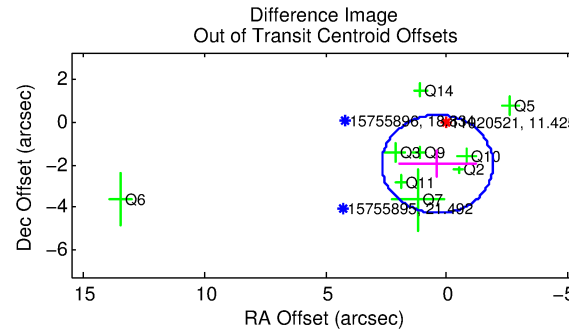 Difference Image
Out of Transit Centroid Offsets
Dec Offset (arcsec)
2
0
−2
−4
−6
Q14
Q5
15755896, 18.834
11020521, 11.425
Q3
Q9
Q10
Q2
Q11
Q7
Q6
15755895, 21.492
15
10
5
0
−5
RA Offset (arcsec)